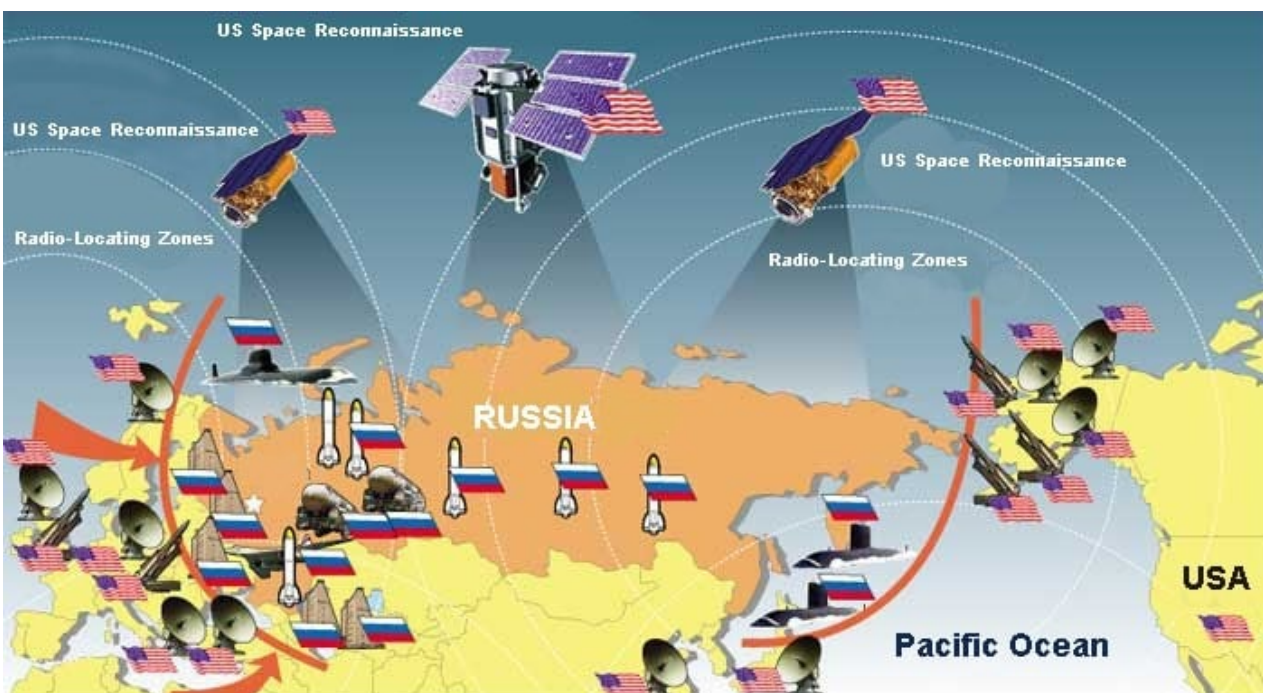 US Space Reconnaissance
US Space Reconnaissance
US Space Reconnaissance
Radio-Locating Zones
Radio-Locating Zones
RUSSIA
USA
Pacific Ocean